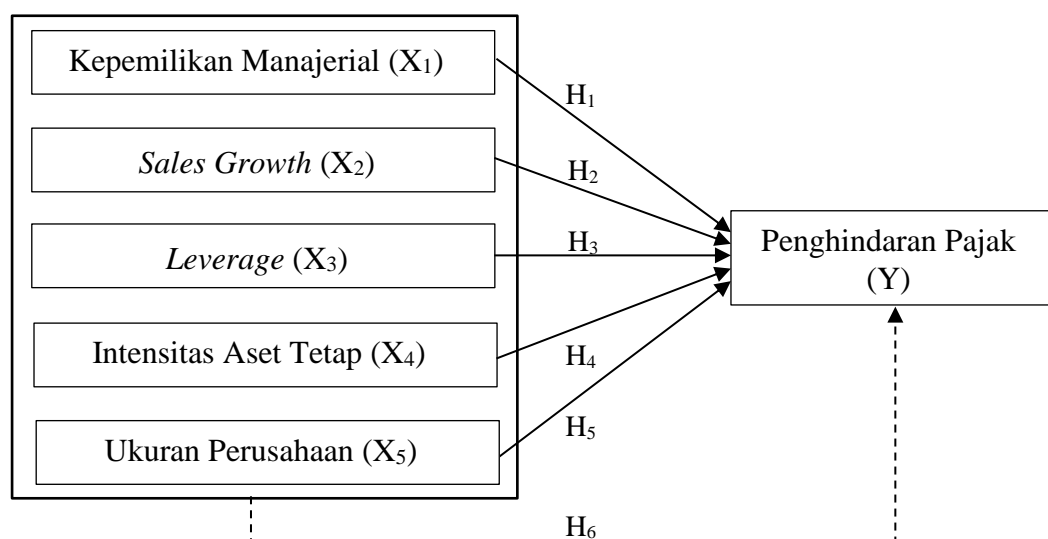 Kepemilikan Manajerial (X₁)
H₁
Sales Growth (X₂)
H₂
Leverage (X₃)
H₃
Penghindaran Pajak
(Y)
Intensitas Aset Tetap (X₄)
H₄
Ukuran Perusahaan (X₅)
H₅
H₆